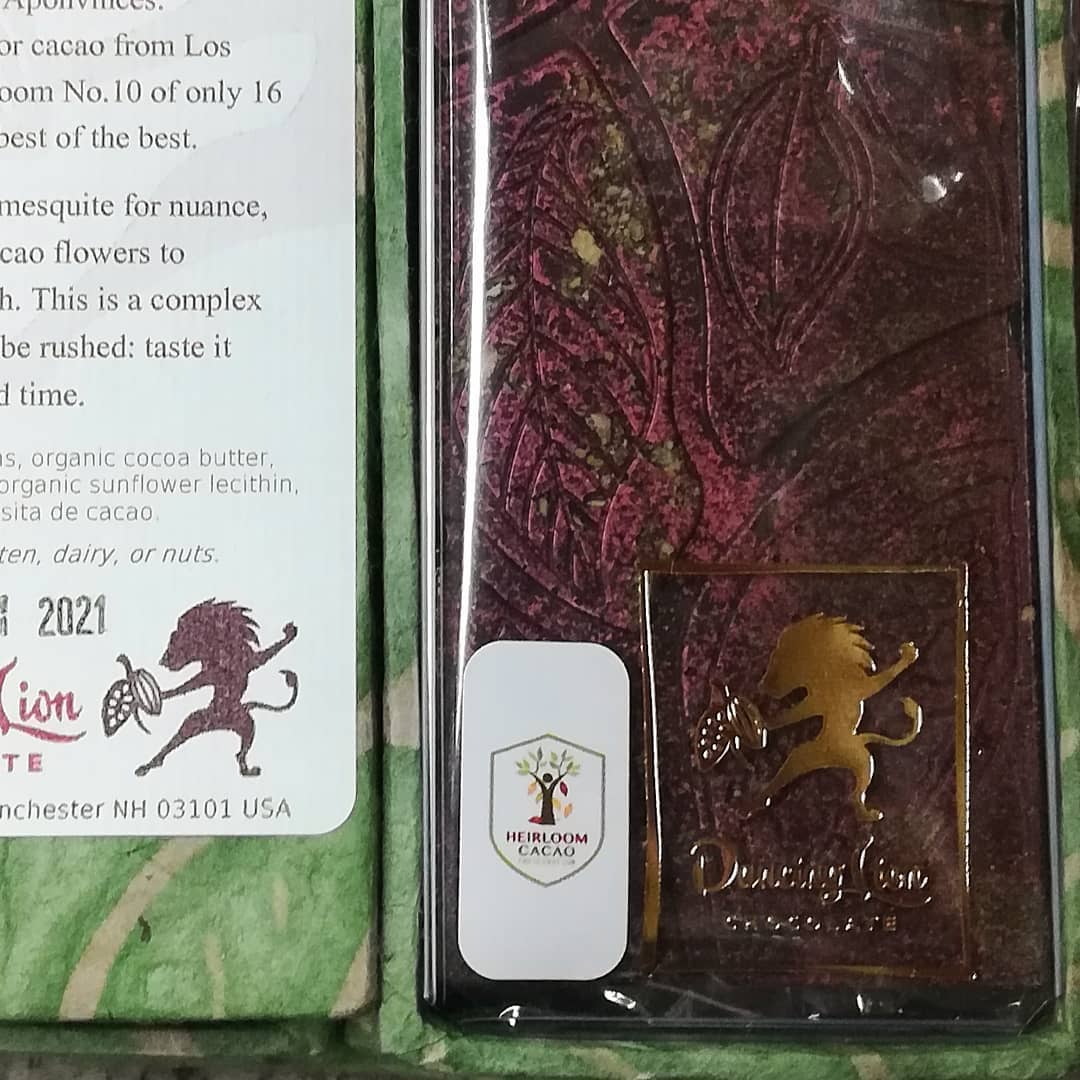 or cacao from Los
oom No.10 of only 16
best of the best.
mesquite for nuance,
cao flowers to
h. This is a complex
be rushed: taste it
d time.
s, organic cocoa butter,
organic sunflower lecithin,
sita de cacao.
ten, dairy, or nuts.
2021
Lion
TE
nchester NH 03101 USA
HEIRLOOM
CACAO
Dancing Lion
CHOCOLATE